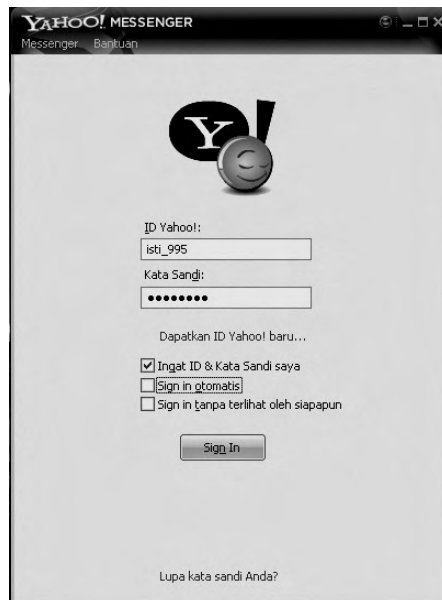 YAHOO! MESSENGER
Messenger Bantuan
Y!
ID Yahoo!:
isti_995
Kata Sandi:
••••••••
Dapatkan ID Yahoo! baru...
Ingat ID & Kata Sandi saya
Sign in otomatis
Sign in tanpa terlihat oleh siapapun
Sign In
Lupa kata sandi Anda?